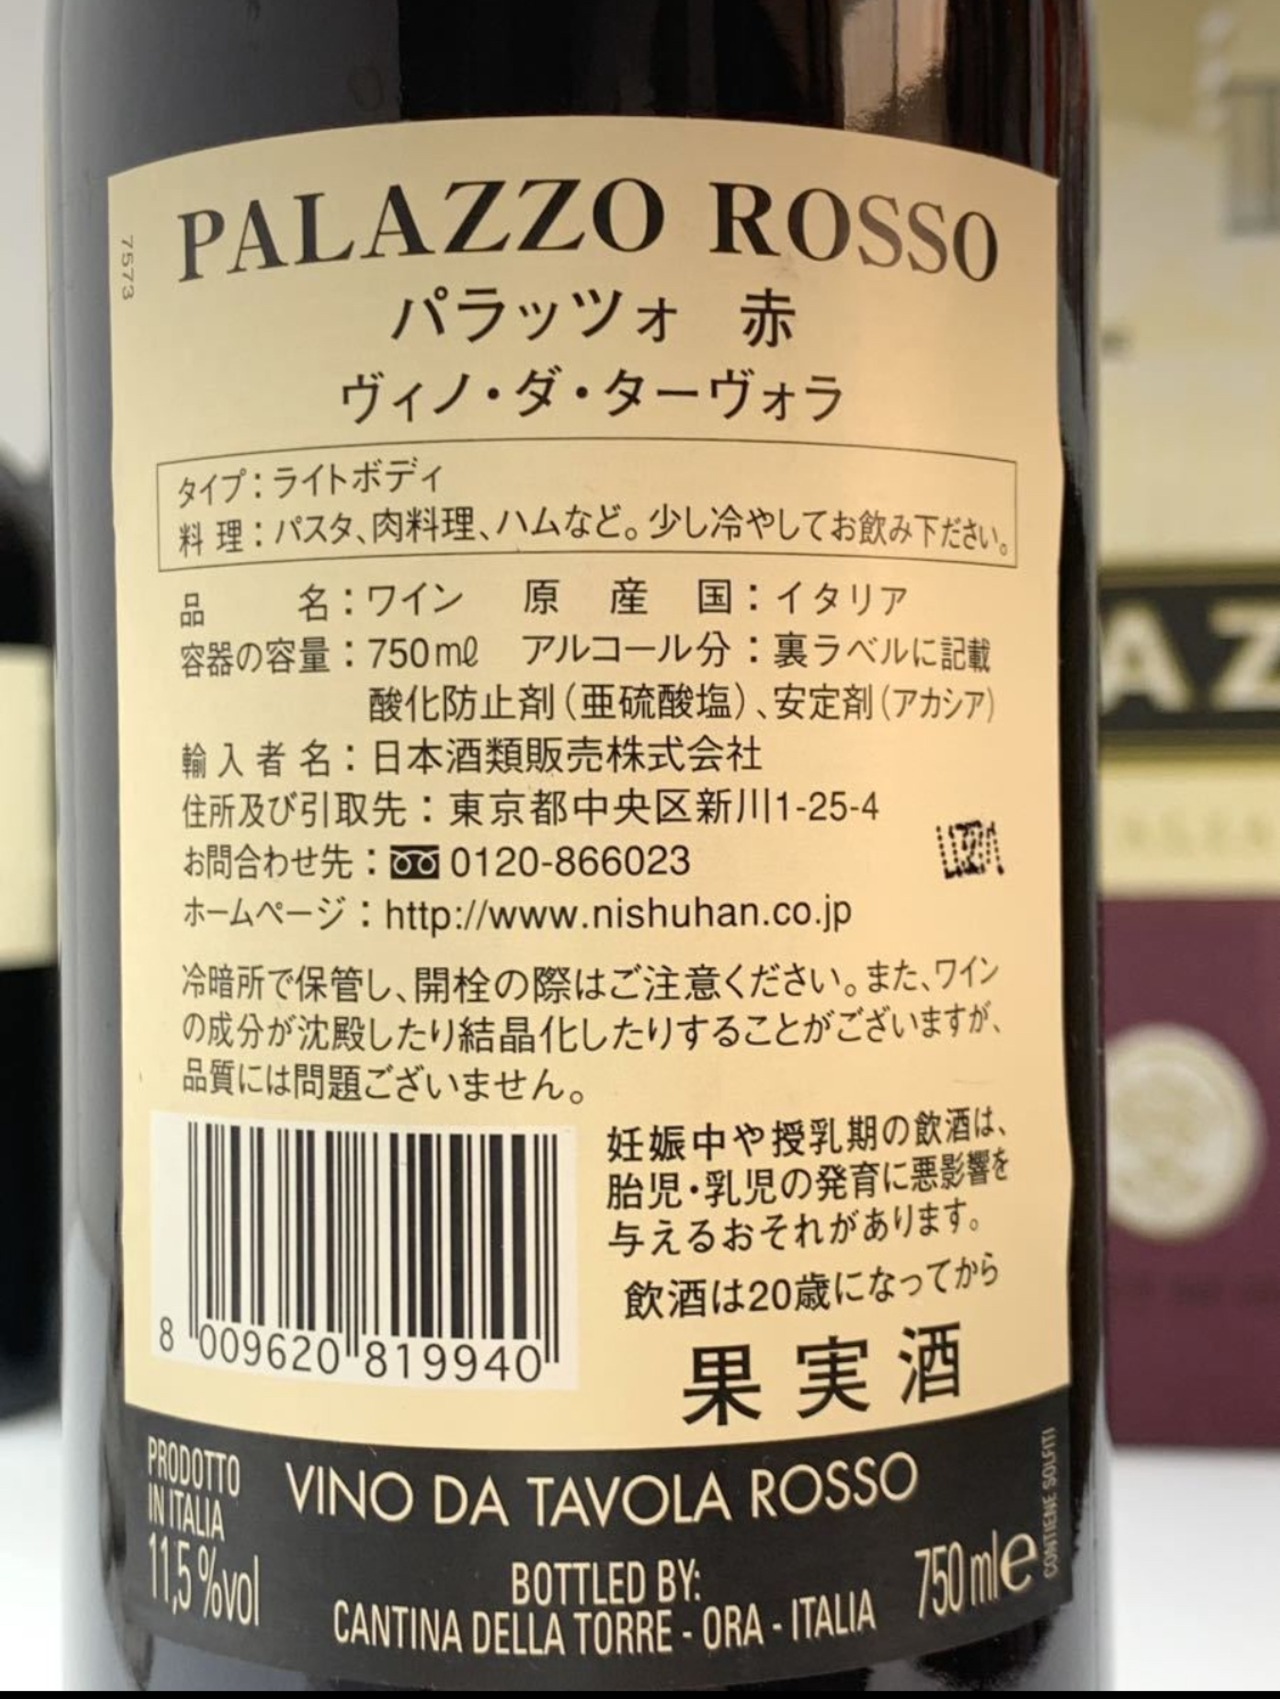 PALAZZO ROSSO
7573
パラッツォ 赤
ヴィノ・ダ・ターヴォラ
タイプ：ライトボディ
料理：パスタ、肉料理、ハムなど。少し冷やしてお飲み下ださい。
品名：ワイン 原産国：イタリア
容器の容量：750mℓ アルコール分：裏ラベルに記載
酸化防止剤（亜硫酸塩）、安定剤（アカシア）
輸入者名：日本酒類販売株式会社
住所及び引取先：東京都中央区新川1-25-4
お問合わせ先：0120-866023
ホームページ：http://www.nishuhan.co.jp
冷暗所で保管し、開栓の際はご注意ください。また、ワイン
の成分が沈殿したり結晶化したりすることがございますが、
品質には問題ございません。
妊娠中や授乳期の飲酒は、
胎児・乳児の発育に悪影響を
与えるおそれがあります。
飲酒は20歳になってから
果実酒
8 009620 819940
PRODOTTO
IN ITALIA
11,5 %vol
VINO DA TAVOLA ROSSO
BOTTLED BY:
CANTINA DELLA TORRE - ORA - ITALIA
750 ml e
CONTIENE SOLFITI
AZ